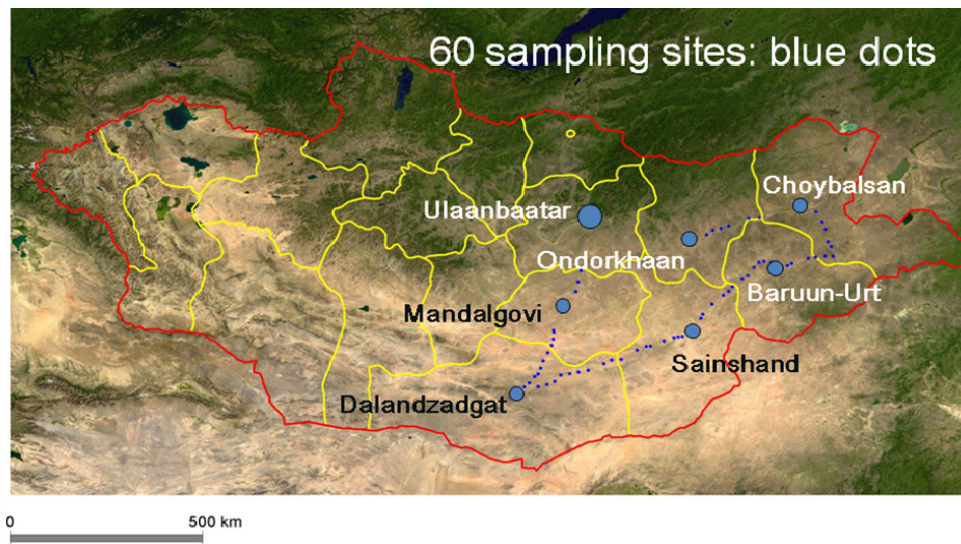 60 sampling sites: blue dots
Choybalsan
Ulaanbaatar
Ondorkhaan
Baruun-Urt
Mandalgovi
Sainshand
Dalandzadgat
0 500 km